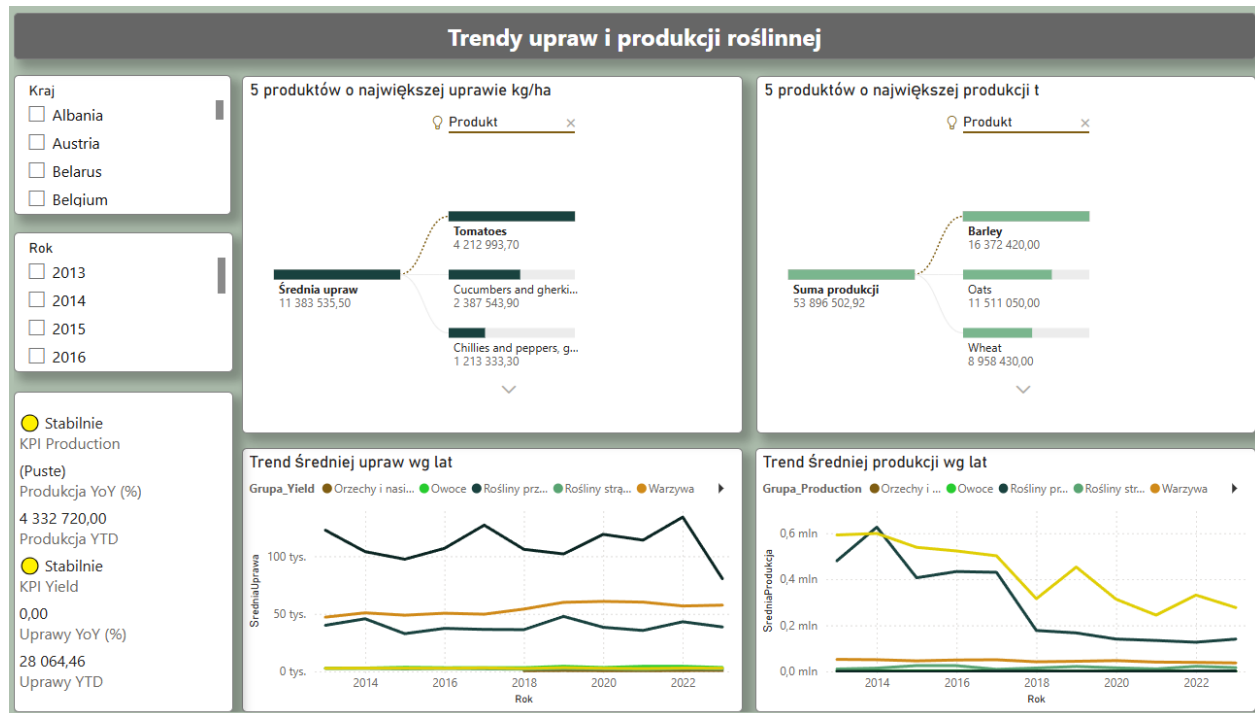 Trendy upraw i produkcji roślinnej
Kraj
Albania
Austria
Belarus
Belgium
Rok
2013
2014
2015
2016
Stabilnie
KPI Production
(Puste)
Produkcja YoY (%)
4 332 720,00
Produkcja YTD
Stabilnie
KPI Yield
0,00
Uprawy YoY (%)
28 064,46
Uprawy YTD
5 produktów o największej uprawie kg/ha
Produkt
Średnia upraw
11 383 535,50
Tomatoes
4 212 993,70
Cucumbers and gherki...
2 387 543,90
Chillies and peppers, g...
1 213 333,30
5 produktów o największej produkcji t
Produkt
Suma produkcji
53 896 502,92
Barley
16 372 420,00
Oats
11 511 050,00
Wheat
8 958 430,00
Trend Średniej upraw wg lat
Grupa_Yield Orzechy i nasi... Owoce Rośliny prz... Rośliny strą... Warzywa
ŚredniaUprawa
100 tys.
50 tys.
0 tys.
2014 2016 2018 2020 2022
Rok
Trend Średniej produkcji wg lat
Grupa_Production Orzechy i ... Owoce Rośliny pr... Rośliny str... Warzywa
ŚredniaProdukcja
0,6 mln
0,4 mln
0,2 mln
0,0 mln
2014 2016 2018 2020 2022
Rok